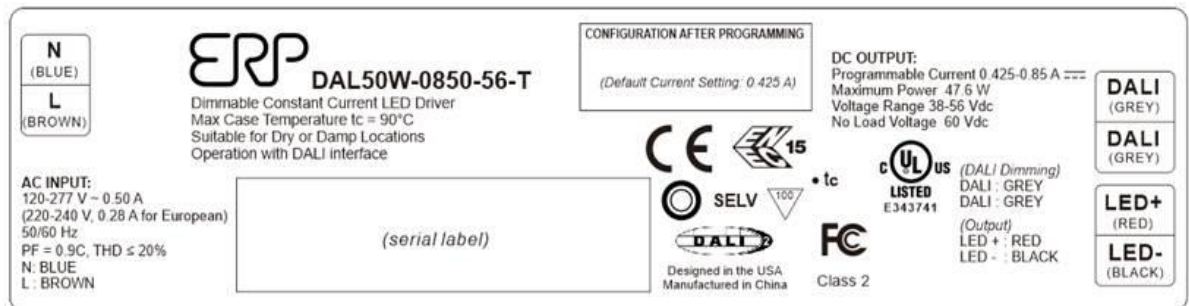 N
(BLUE)
L
(BROWN)
ERP
DAL50W-0850-56-T
Dimmable Constant Current LED Driver
Max Case Temperature tc = 90°C
Suitable for Dry or Damp Locations
Operation with DALI interface
CONFIGURATION AFTER PROGRAMMING
(Default Current Setting: 0.425 A)
DC OUTPUT:
Programmable Current 0.425-0.85 A
Maximum Power 47.6 W
Voltage Range 38-56 Vdc
No Load Voltage 60 Vdc
DALI
(GREY)
DALI
(GREY)
AC INPUT:
120-277 V ~ 0.50 A
(220-240 V, 0.28 A for European)
50/60 Hz
PF = 0.9C, THD ≤ 20%
N: BLUE
L : BROWN
(serial label)
CE
ENEC
15
SELV
100
• tc
DALI 2
Designed in the USA
Manufactured in China
FC
Class 2
C UL US
LISTED
E343741
(DALI Dimming)
DALI : GREY
DALI : GREY
(Output)
LED + : RED
LED - : BLACK
LED+
(RED)
LED-
(BLACK)